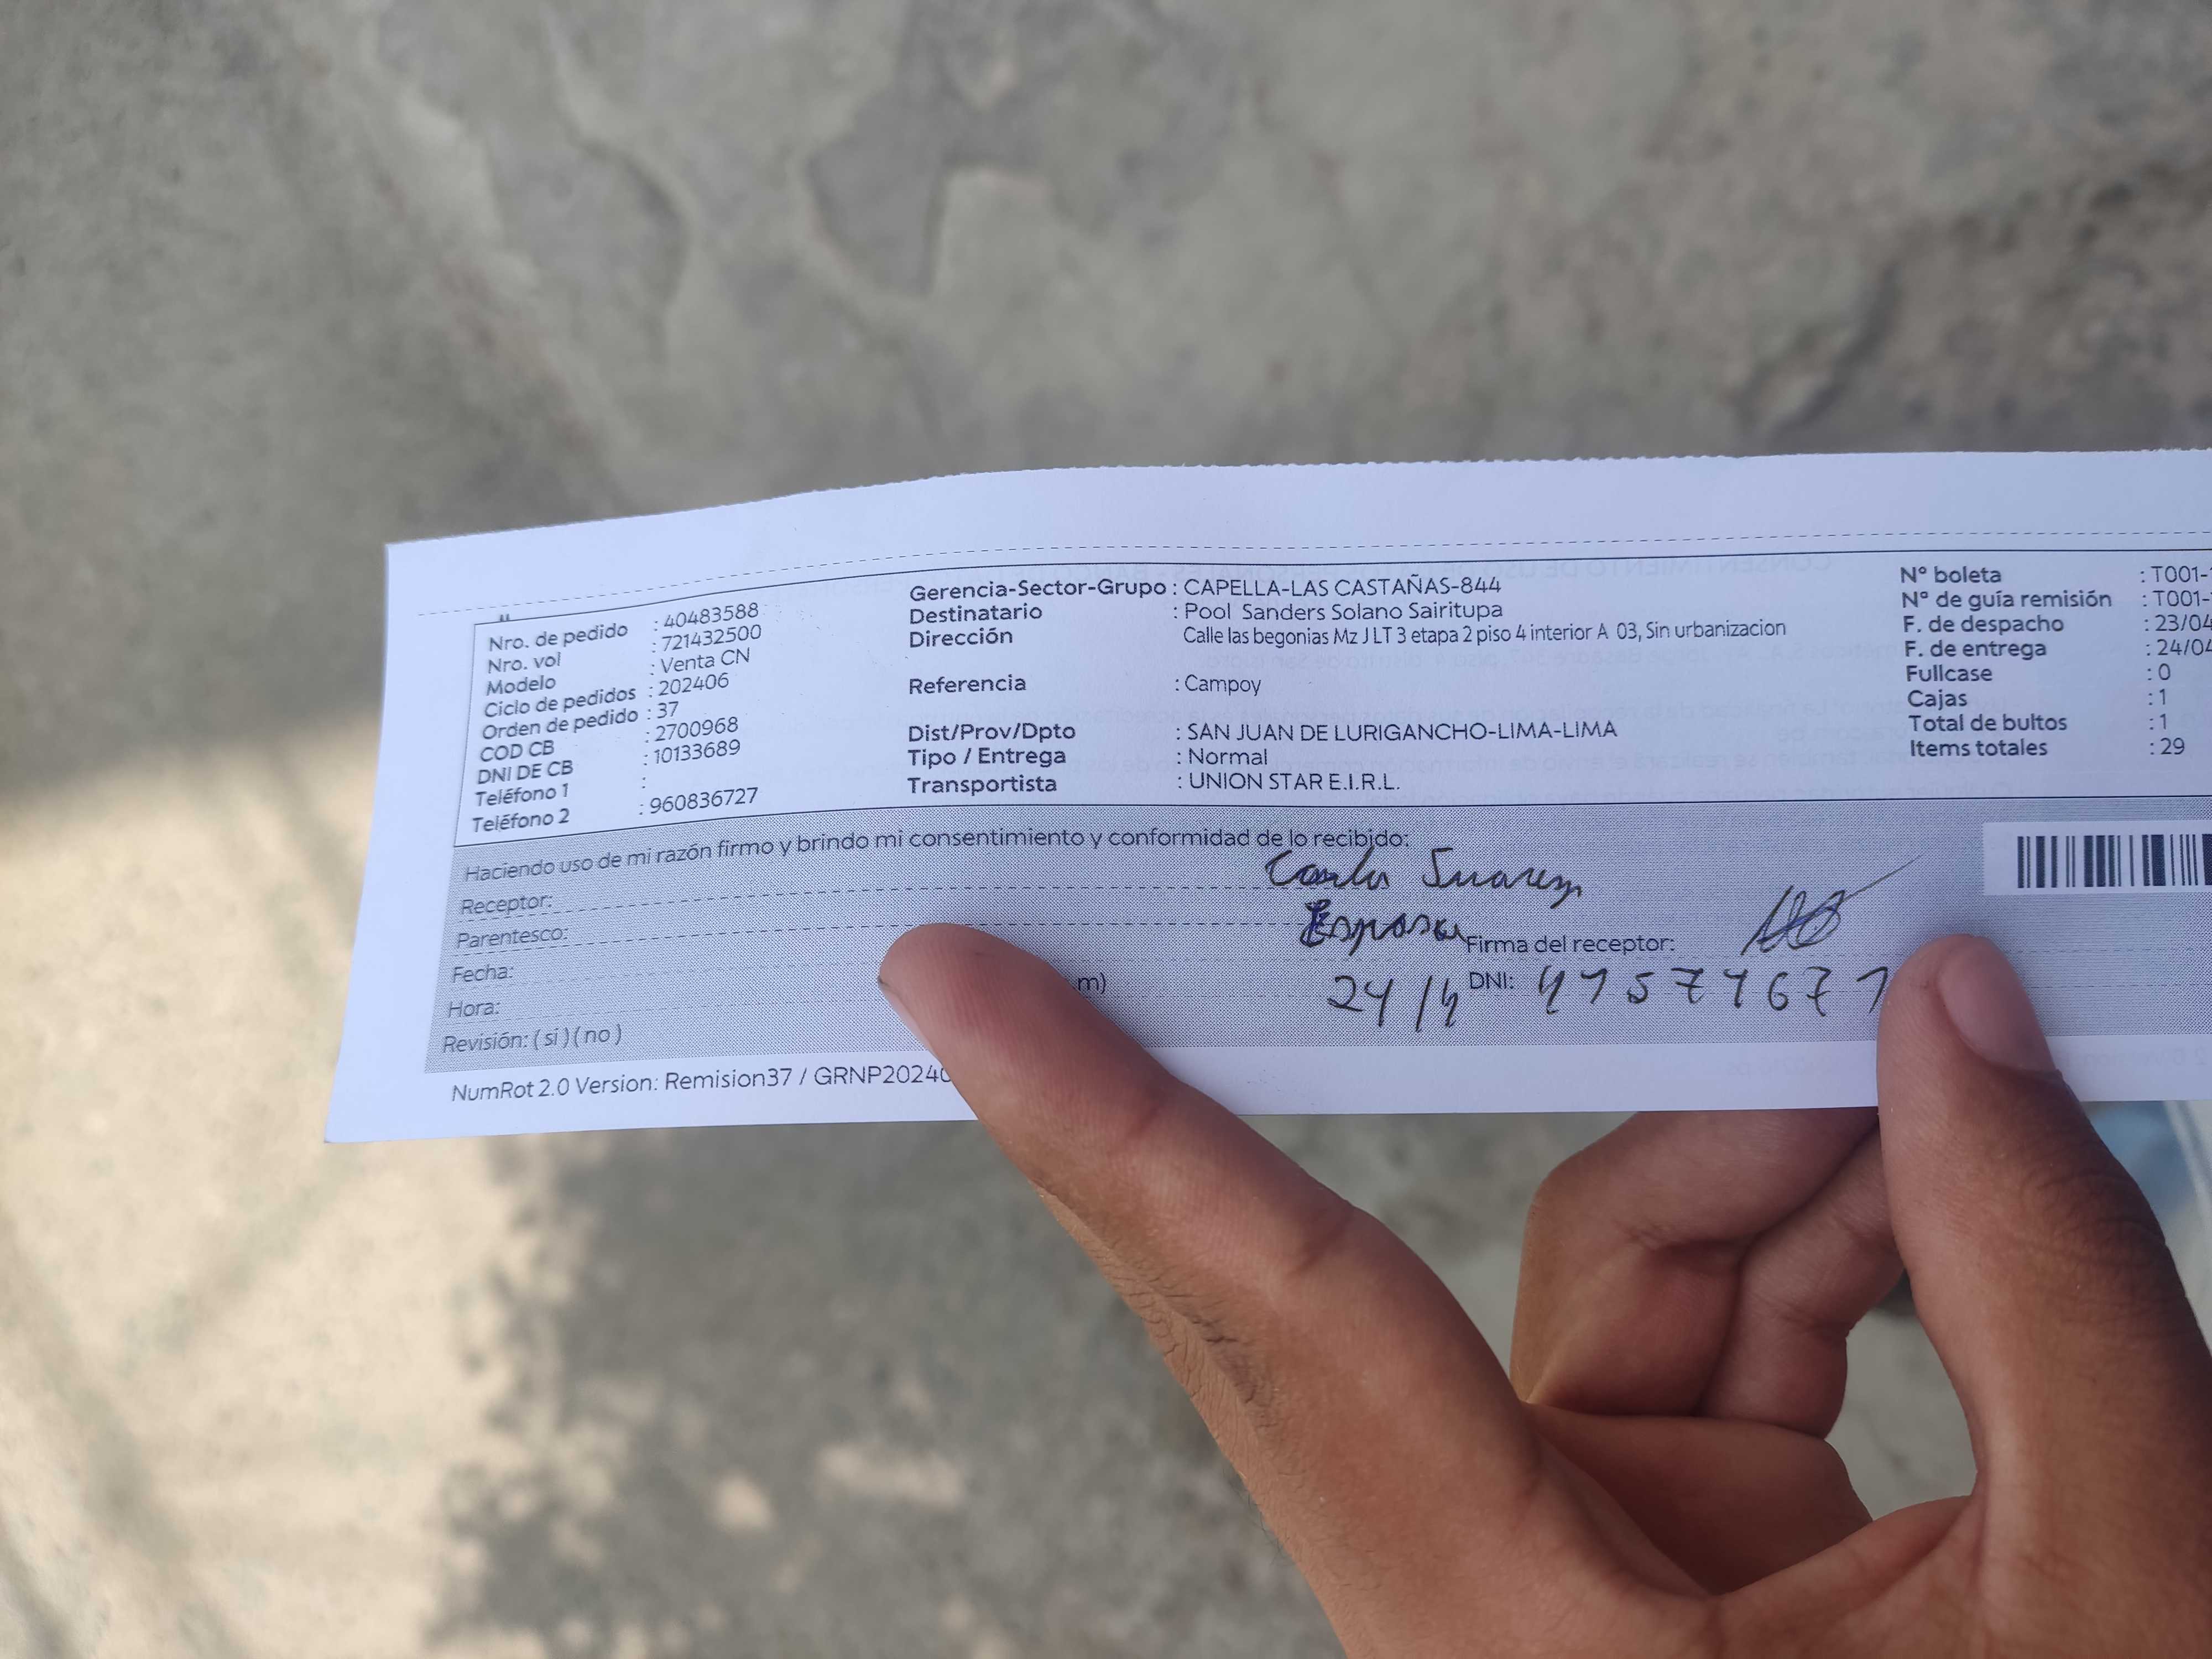 Nro. de pedido : 40483588
Nro. vol : 721432500
Modelo : Venta CN
Ciclo de pedidos : 202406
Orden de pedido : 37
COD CB : 2700968
DNI DE CB : 10133689
Teléfono 1 :
Teléfono 2 : 960836727
Gerencia-Sector-Grupo : CAPELLA-LAS CASTAÑAS-844
Destinatario : Pool Sanders Solano Sairitupa
Dirección Calle las begonias Mz J LT 3 etapa 2 piso 4 interior A 03, Sin urbanizacion
Referencia : Campoy
Dist/Prov/Dpto : SAN JUAN DE LURIGANCHO-LIMA-LIMA
Tipo / Entrega : Normal
Transportista : UNION STAR E.I.R.L.
N° boleta : T001-
N° de guía remisión : T001-
F. de despacho : 23/04
F. de entrega : 24/04
Fullcase : 0
Cajas : 1
Total de bultos : 1
Items totales : 29
Haciendo uso de mi razón firmo y brindo mi consentimiento y conformidad de lo recibido:
Receptor: Suarez
Parentesco:
Firma del receptor:
Fecha: 24/4
DNI:
Hora: m)
Revisión: ( si ) ( no )
NumRot 2.0 Version: Remision37 / GRNP2024